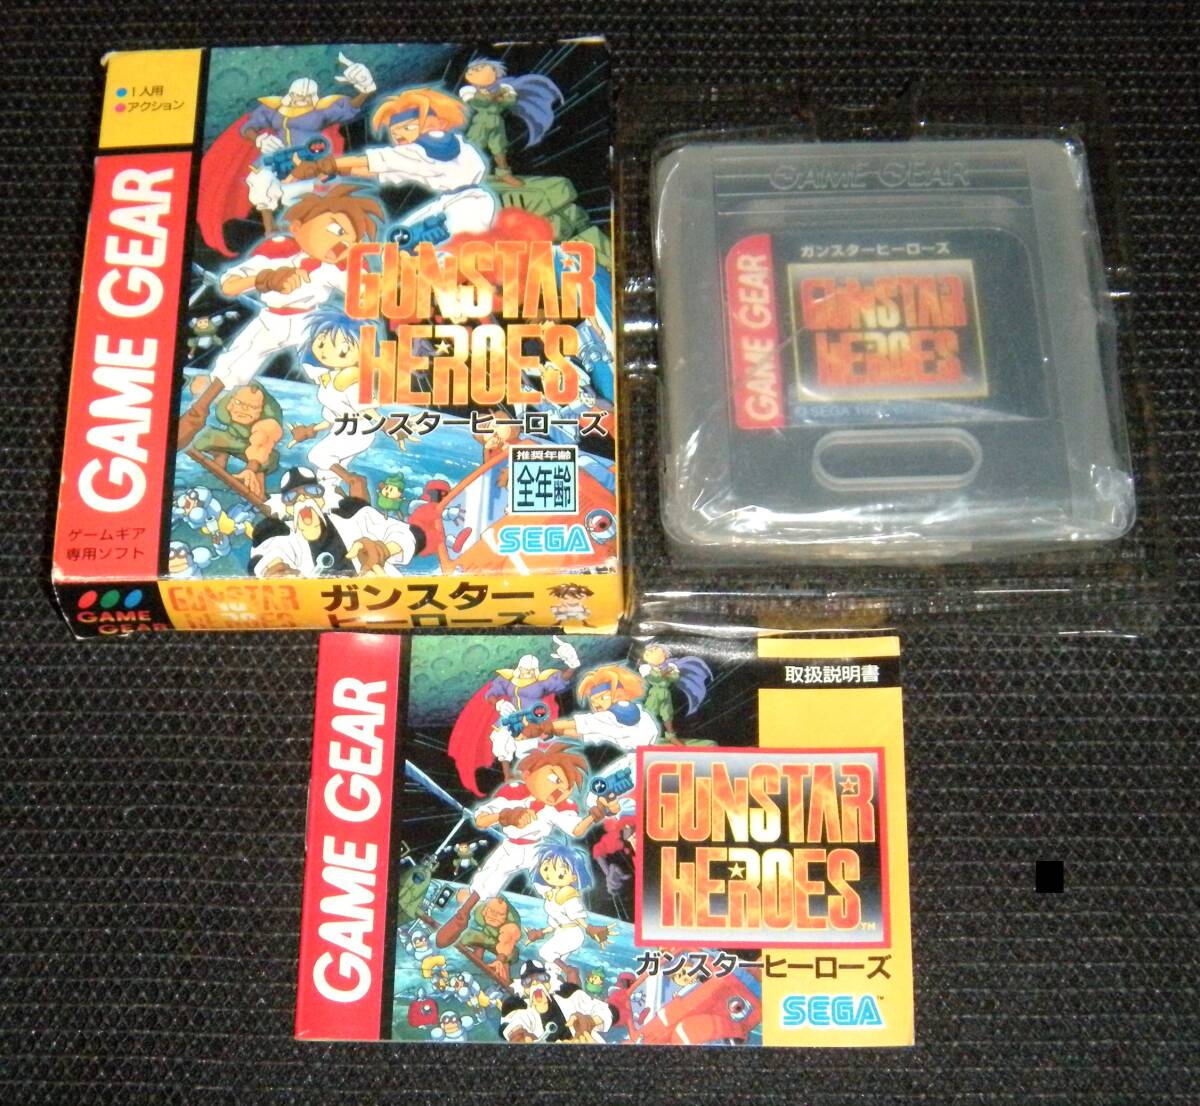 ●1人用
●アクション
GAME GEAR
GUNSTAR
HEROES
ガンスターヒーローズ
推奨年齢
全年齢
SEGA
ゲームギア
専用ソフト
GAME
GEAR
GUNSTAR
HEROES
ガンスター
ヒーローズ
GAME GEAR
ガンスターヒーローズ
GAME GEAR
GUNSTAR
HEROES
© SEGA
取扱説明書
GAME GEAR
GUNSTAR
HEROES™
ガンスターヒーローズ
SEGA™